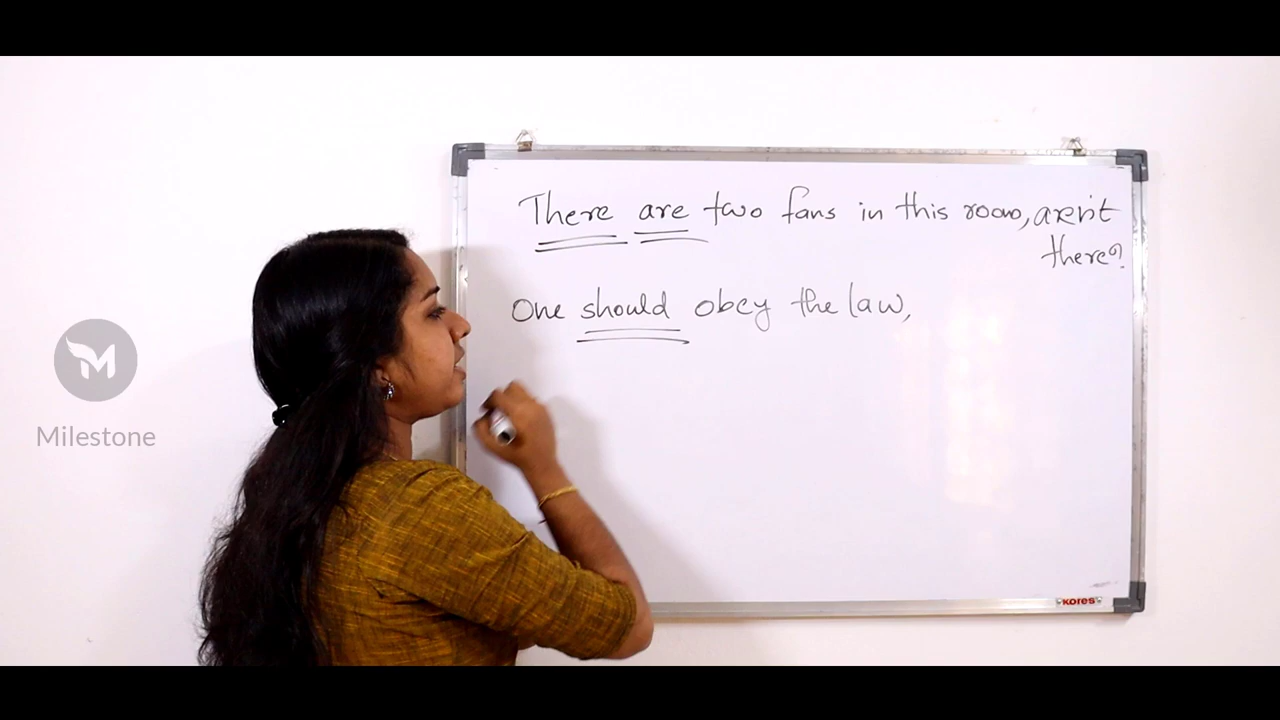 There are two fans in this room, aren't
there?
One should obey the law,
Milestone
KORES